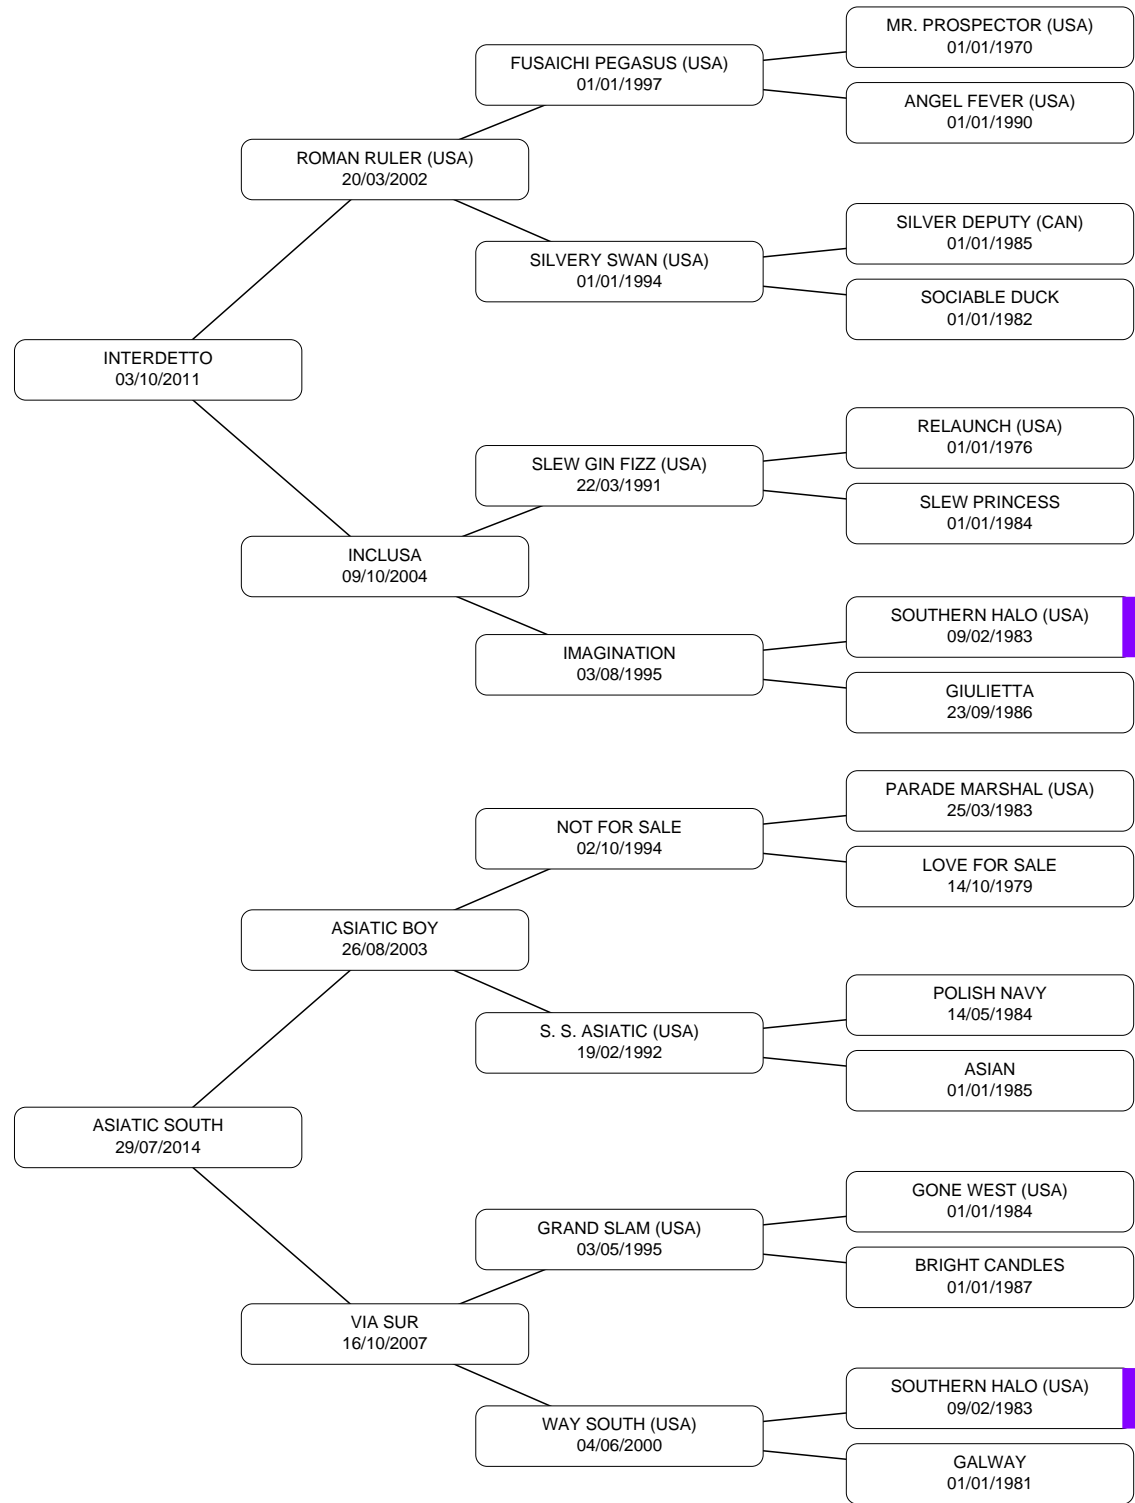 MR. PROSPECTOR (USA)
01/01/1970
FUSAICHI PEGASUS (USA)
01/01/1997
ANGEL FEVER (USA)
01/01/1990
ROMAN RULER (USA)
20/03/2002
SILVER DEPUTY (CAN)
01/01/1985
SILVERY SWAN (USA)
01/01/1994
SOCIABLE DUCK
01/01/1982
INTERDETTO
03/10/2011
RELAUNCH (USA)
01/01/1976
SLEW GIN FIZZ (USA)
22/03/1991
SLEW PRINCESS
01/01/1984
INCLUSA
09/10/2004
SOUTHERN HALO (USA)
09/02/1983
IMAGINATION
03/08/1995
GIULIETTA
23/09/1986
PARADE MARSHAL (USA)
25/03/1983
NOT FOR SALE
02/10/1994
LOVE FOR SALE
14/10/1979
ASIATIC BOY
26/08/2003
POLISH NAVY
14/05/1984
S. S. ASIATIC (USA)
19/02/1992
ASIAN
01/01/1985
ASIATIC SOUTH
29/07/2014
GONE WEST (USA)
01/01/1984
GRAND SLAM (USA)
03/05/1995
BRIGHT CANDLES
01/01/1987
VIA SUR
16/10/2007
SOUTHERN HALO (USA)
09/02/1983
WAY SOUTH (USA)
04/06/2000
GALWAY
01/01/1981